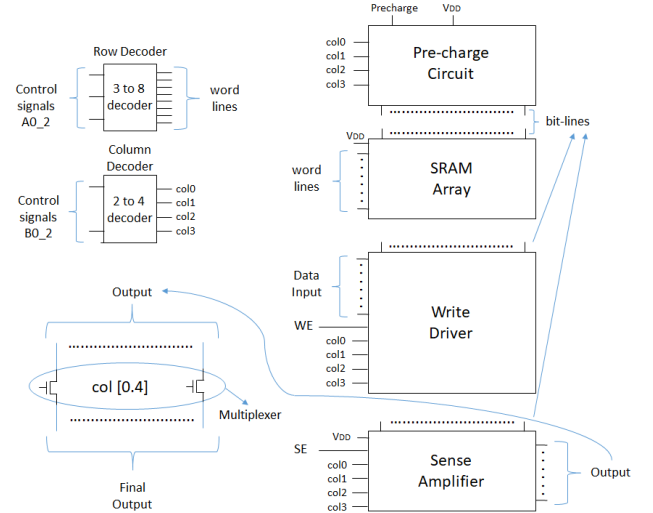 Row Decoder
Control
signals
A0_2
3 to 8
decoder
word
lines
Column
Decoder
Control
signals
B0_2
2 to 4
decoder
col0
col1
col2
col3
Output
col [0.4]
Multiplexer
Final
Output
Precharge
VDD
col0
col1
col2
col3
Pre-charge
Circuit
bit-lines
VDD
word
lines
SRAM
Array
Data
Input
WE
col0
col1
col2
col3
Write
Driver
VDD
SE
col0
col1
col2
col3
Sense
Amplifier
Output